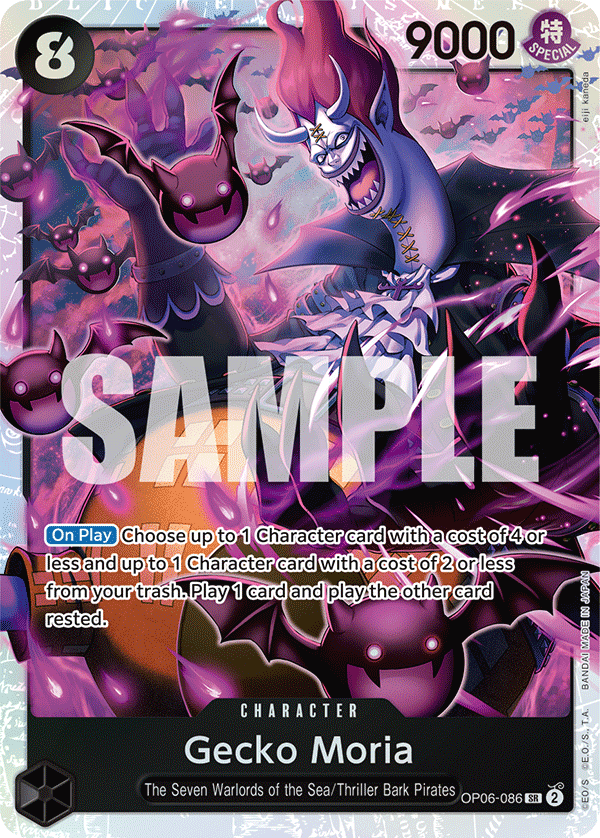 8
9000
特
SPECIAL
eiji kaneda
SAMPLE
On Play Choose up to 1 Character card with a cost of 4 or
less and up to 1 Character card with a cost of 2 or less
from your trash. Play 1 card and play the other card
rested.
BANDAI MADE IN JAPAN
©E.O./S, T.A.
©EO/S
CHARACTER
Gecko Moria
The Seven Warlords of the Sea/Thriller Bark Pirates
OP06-086 SR 2